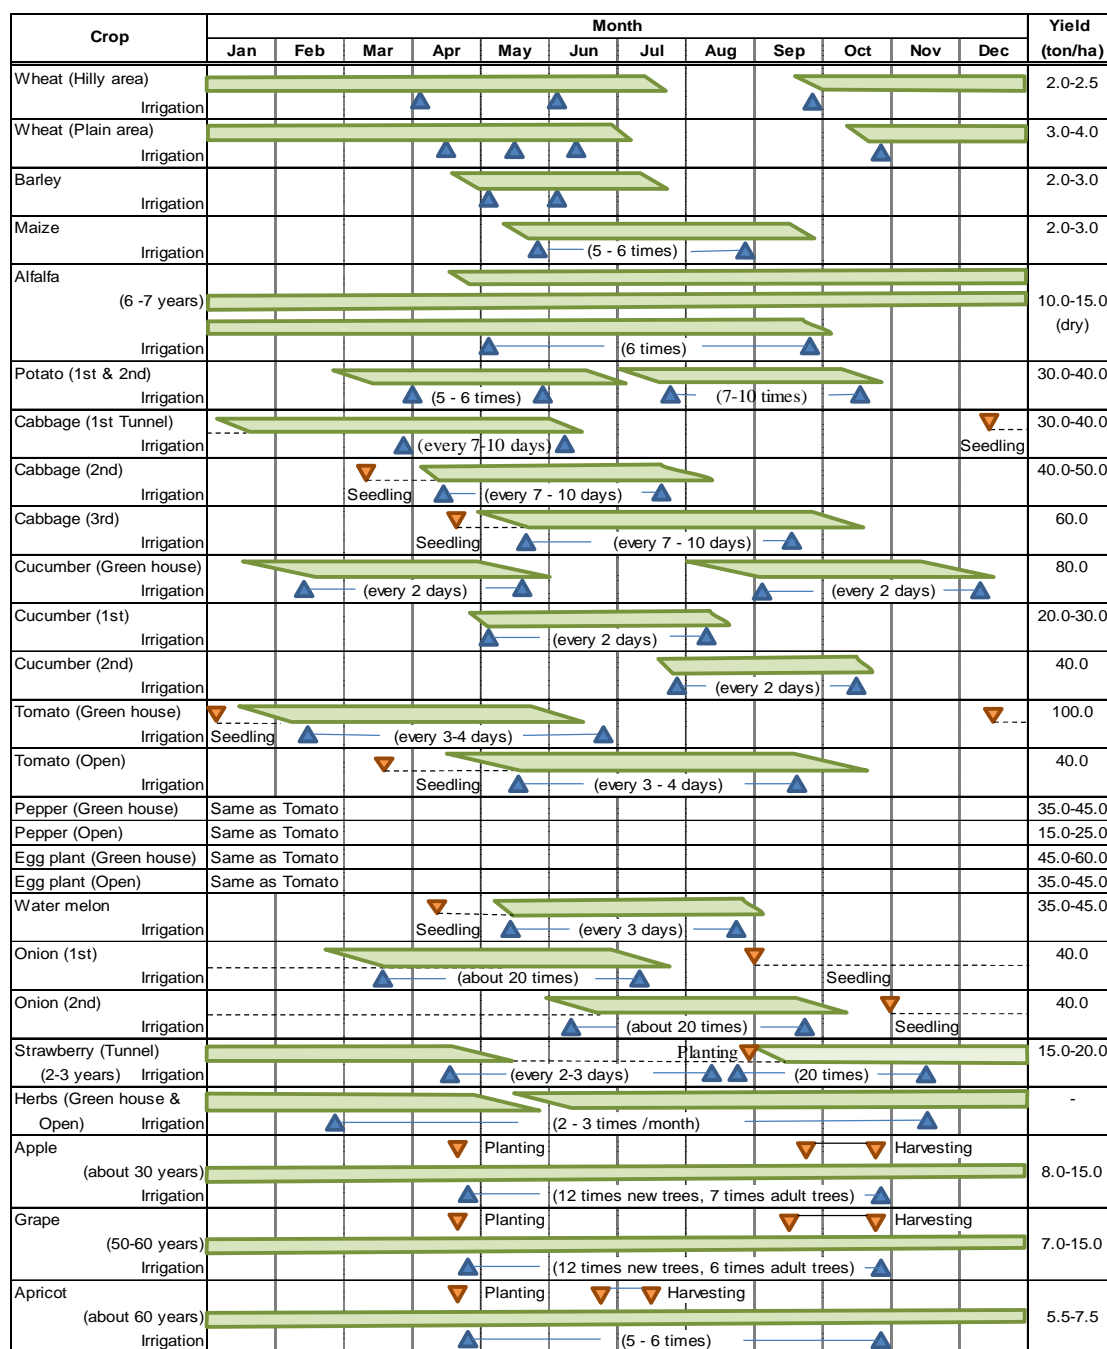 Crop Month Yield
Jan Feb Mar Apr May Jun Jul Aug Sep Oct Nov Dec (ton/ha)
Wheat (Hilly area) 2.0-2.5
Irrigation
Wheat (Plain area) 3.0-4.0
Irrigation
Barley 2.0-3.0
Irrigation
Maize 2.0-3.0
Irrigation (5 - 6 times)
Alfalfa
(6 -7 years) 10.0-15.0
(dry)
Irrigation (6 times)
Potato (1st & 2nd) 30.0-40.0
Irrigation (5 - 6 times) (7-10 times)
Cabbage (1st Tunnel) 30.0-40.0
Irrigation (every 7-10 days) Seedling
Cabbage (2nd) 40.0-50.0
Irrigation Seedling (every 7 - 10 days)
Cabbage (3rd) 60.0
Irrigation Seedling (every 7 - 10 days)
Cucumber (Green house) 80.0
Irrigation (every 2 days) (every 2 days)
Cucumber (1st) 20.0-30.0
Irrigation (every 2 days)
Cucumber (2nd) 40.0
Irrigation (every 2 days)
Tomato (Green house) 100.0
Irrigation Seedling (every 3-4 days)
Tomato (Open) 40.0
Irrigation Seedling (every 3 - 4 days)
Pepper (Green house) Same as Tomato 35.0-45.0
Pepper (Open) Same as Tomato 15.0-25.0
Egg plant (Green house) Same as Tomato 45.0-60.0
Egg plant (Open) Same as Tomato 35.0-45.0
Water melon 35.0-45.0
Irrigation Seedling (every 3 days)
Onion (1st) 40.0
Irrigation (about 20 times) Seedling
Onion (2nd) 40.0
Irrigation (about 20 times) Seedling
Strawberry (Tunnel) Planting 15.0-20.0
(2-3 years) Irrigation (every 2-3 days) (20 times)
Herbs (Green house & -
Open) Irrigation (2 - 3 times /month)
Apple Planting Harvesting
(about 30 years) 8.0-15.0
Irrigation (12 times new trees, 7 times adult trees)
Grape Planting Harvesting
(50-60 years) 7.0-15.0
Irrigation (12 times new trees, 6 times adult trees)
Apricot Planting Harvesting
(about 60 years) 5.5-7.5
Irrigation (5 - 6 times)